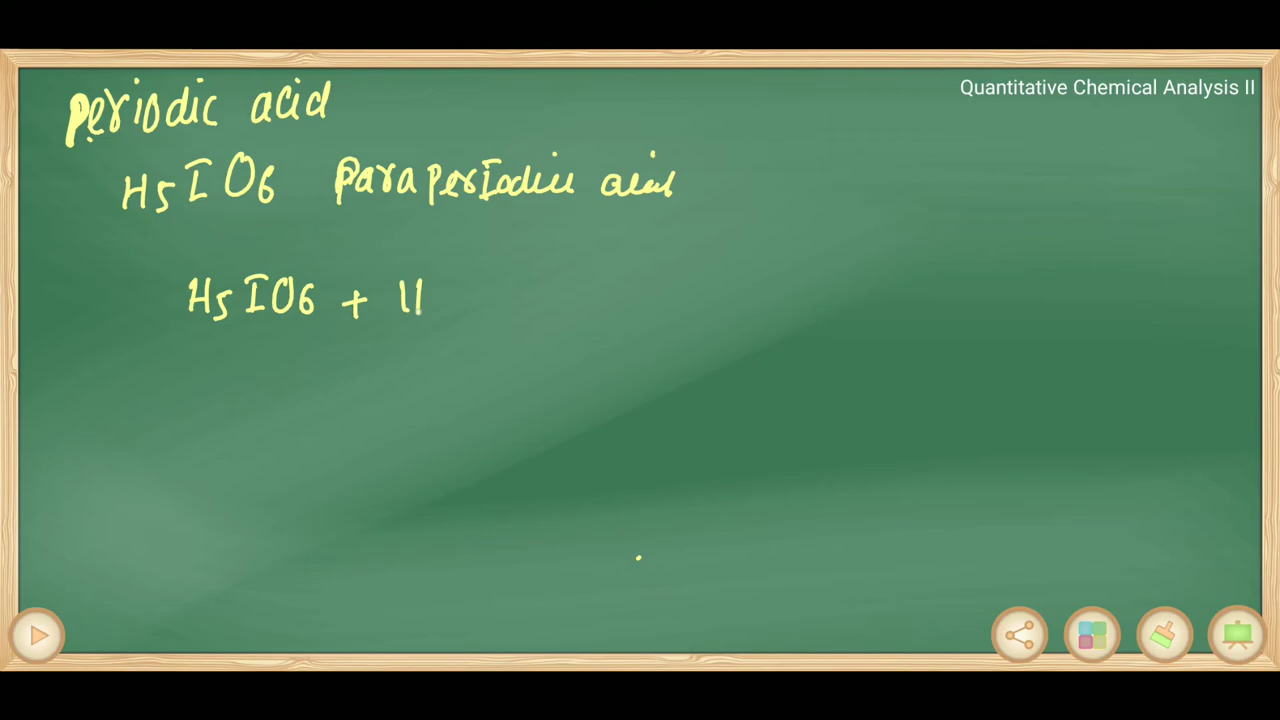 Quantitative Chemical Analysis II
periodic acid
H5IO6 paraperIodic acid
H5IO6 +